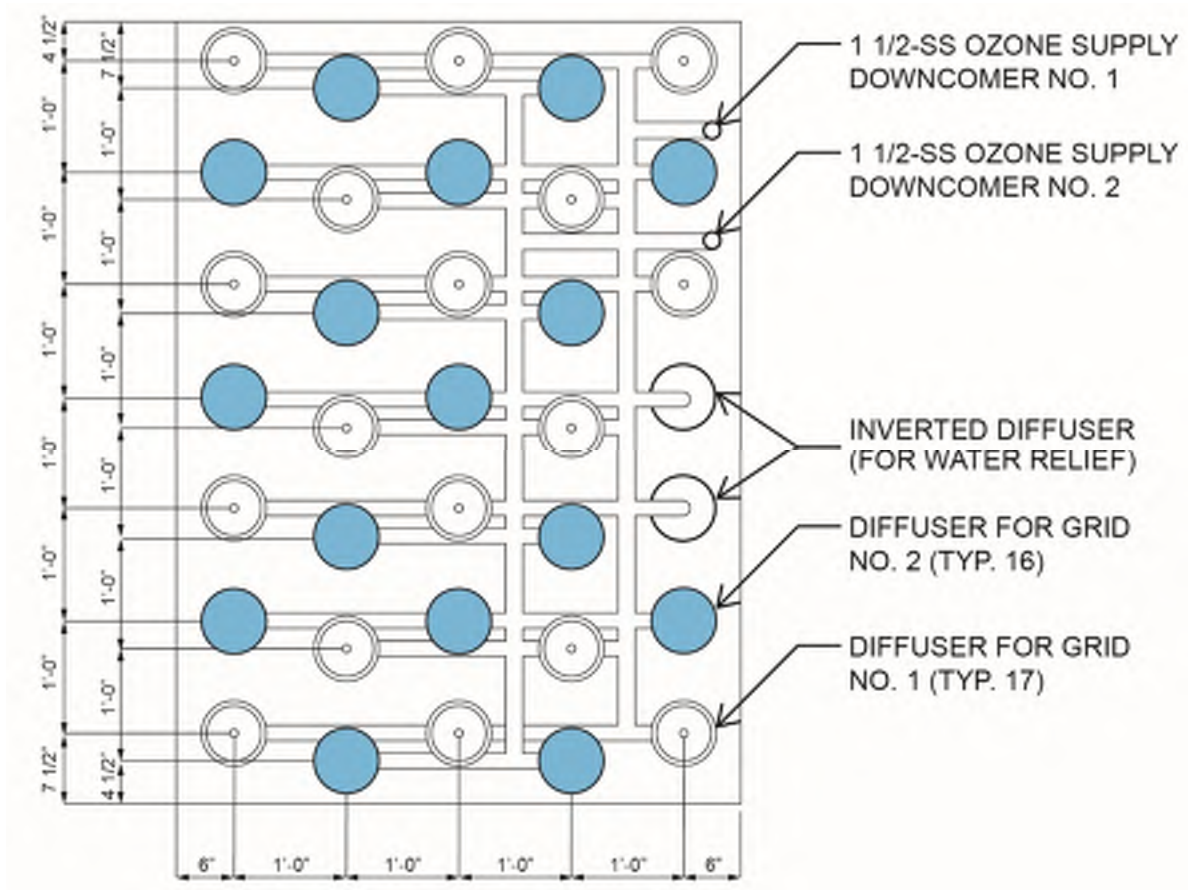 4 1/2"
1'-0"
1'-0"
1'-0"
1'-0"
1'-0"
1'-0"
7 1/2"
7 1/2"
1'-0"
1'-0"
1'-0"
1'-0"
1'-0"
1'-0"
4 1/2"
1 1/2-SS OZONE SUPPLY
DOWNCOMER NO. 1
1 1/2-SS OZONE SUPPLY
DOWNCOMER NO. 2
INVERTED DIFFUSER
(FOR WATER RELIEF)
DIFFUSER FOR GRID
NO. 2 (TYP. 16)
DIFFUSER FOR GRID
NO. 1 (TYP. 17)
6" 1'-0" 1'-0" 1'-0" 1'-0" 6"